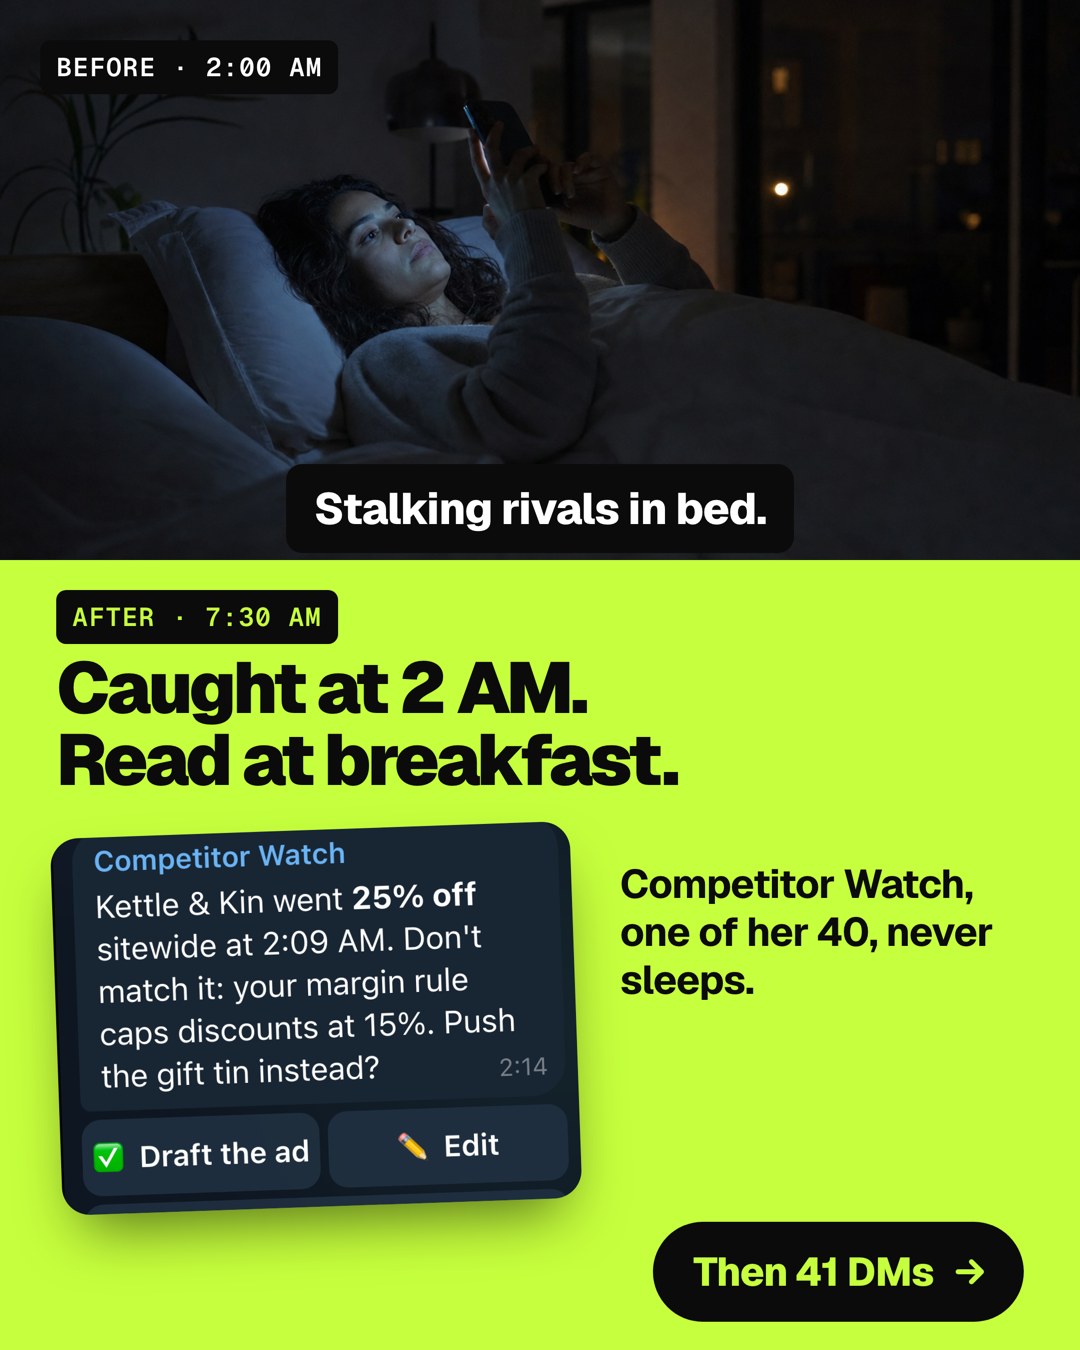 BEFORE · 2:00 AM
Stalking rivals in bed.
AFTER · 7:30 AM
Caught at 2 AM.
Read at breakfast.
Competitor Watch
Kettle & Kin went 25% off
sitewide at 2:09 AM. Don't
match it: your margin rule
caps discounts at 15%. Push
the gift tin instead?
2:14
✅ Draft the ad
✏️ Edit
Competitor Watch,
one of her 40, never
sleeps.
Then 41 DMs →